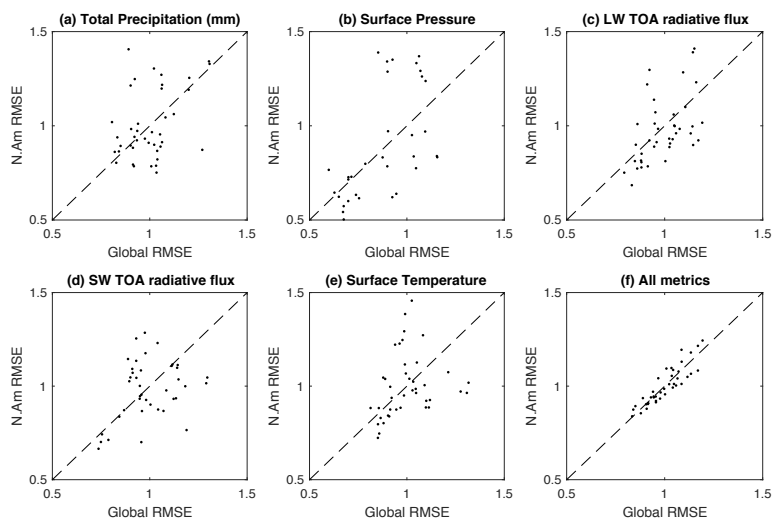 (a) Total Precipitation (mm)
(b) Surface Pressure
(c) LW TOA radiative flux
1.5
1
0.5
N.Am RMSE
0.5 1 1.5
Global RMSE
1.5
1
0.5
N.Am RMSE
0.5 1 1.5
Global RMSE
1.5
1
0.5
N.Am RMSE
0.5 1 1.5
Global RMSE
(d) SW TOA radiative flux
(e) Surface Temperature
(f) All metrics
1.5
1
0.5
N.Am RMSE
0.5 1 1.5
Global RMSE
1.5
1
0.5
N.Am RMSE
0.5 1 1.5
Global RMSE
1.5
1
0.5
N.Am RMSE
0.5 1 1.5
Global RMSE